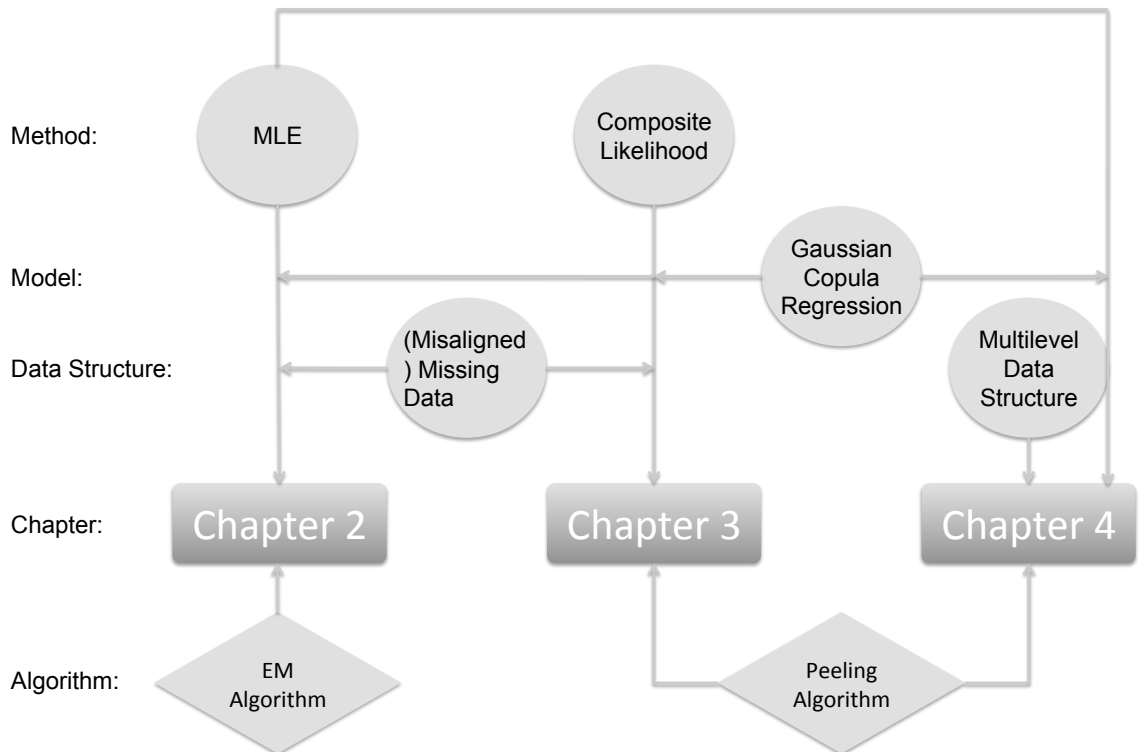 Method:
MLE
Composite
Likelihood
Model:
Gaussian
Copula
Regression
Data Structure:
(Misaligned
) Missing
Data
Multilevel
Data
Structure
Chapter:
Chapter 2
Chapter 3
Chapter 4
Algorithm:
EM
Algorithm
Peeling
Algorithm